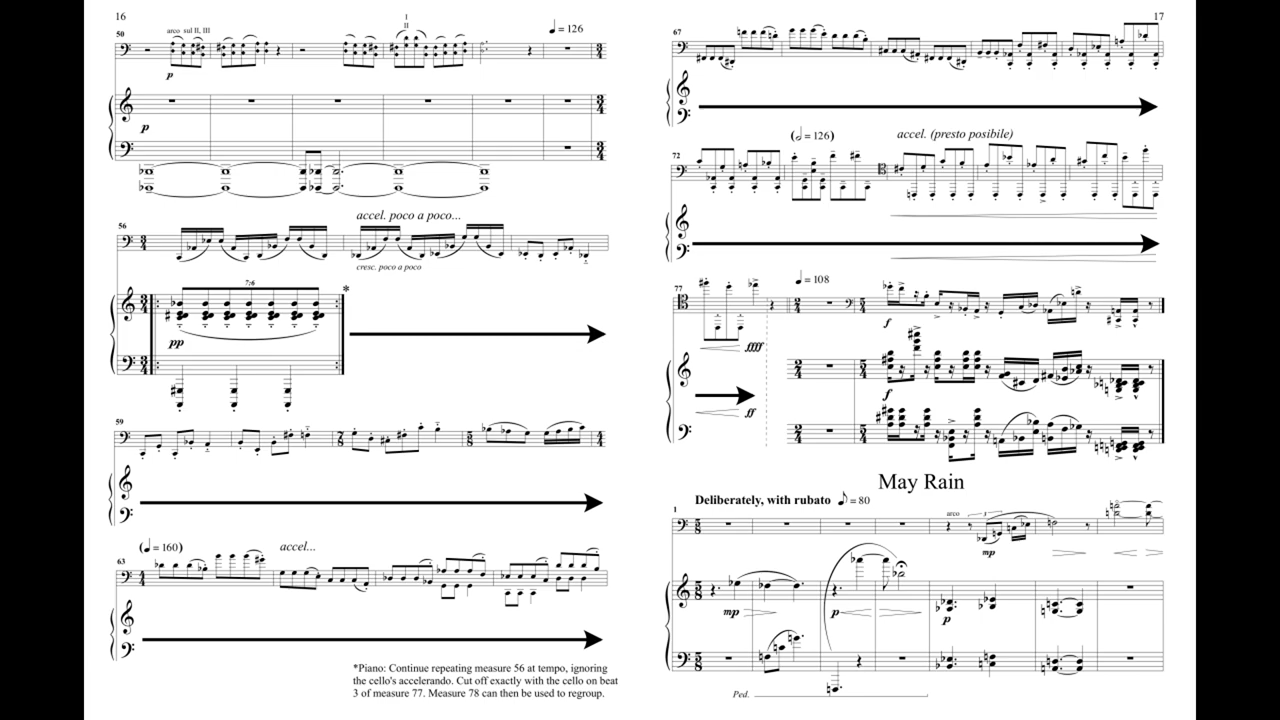 16
50
arco sul II, III
I
II
♩ = 126
p
p
56
accel. poco a poco...
cresc. poco a poco
7:6
*
pp
59
63
(♩ = 160)
accel...
*Piano: Continue repeating measure 56 at tempo, ignoring
the cello's accelerando. Cut off exactly with the cello on beat
3 of measure 77. Measure 78 can then be used to regroup.
17
67
72
(𝅗𝅥 = 126)
accel. (presto posibile)
77
♩ = 108
f
ffff
f
ff
May Rain
Deliberately, with rubato ♪ = 80
1
arco
3
mp
mp
p
p
Ped.